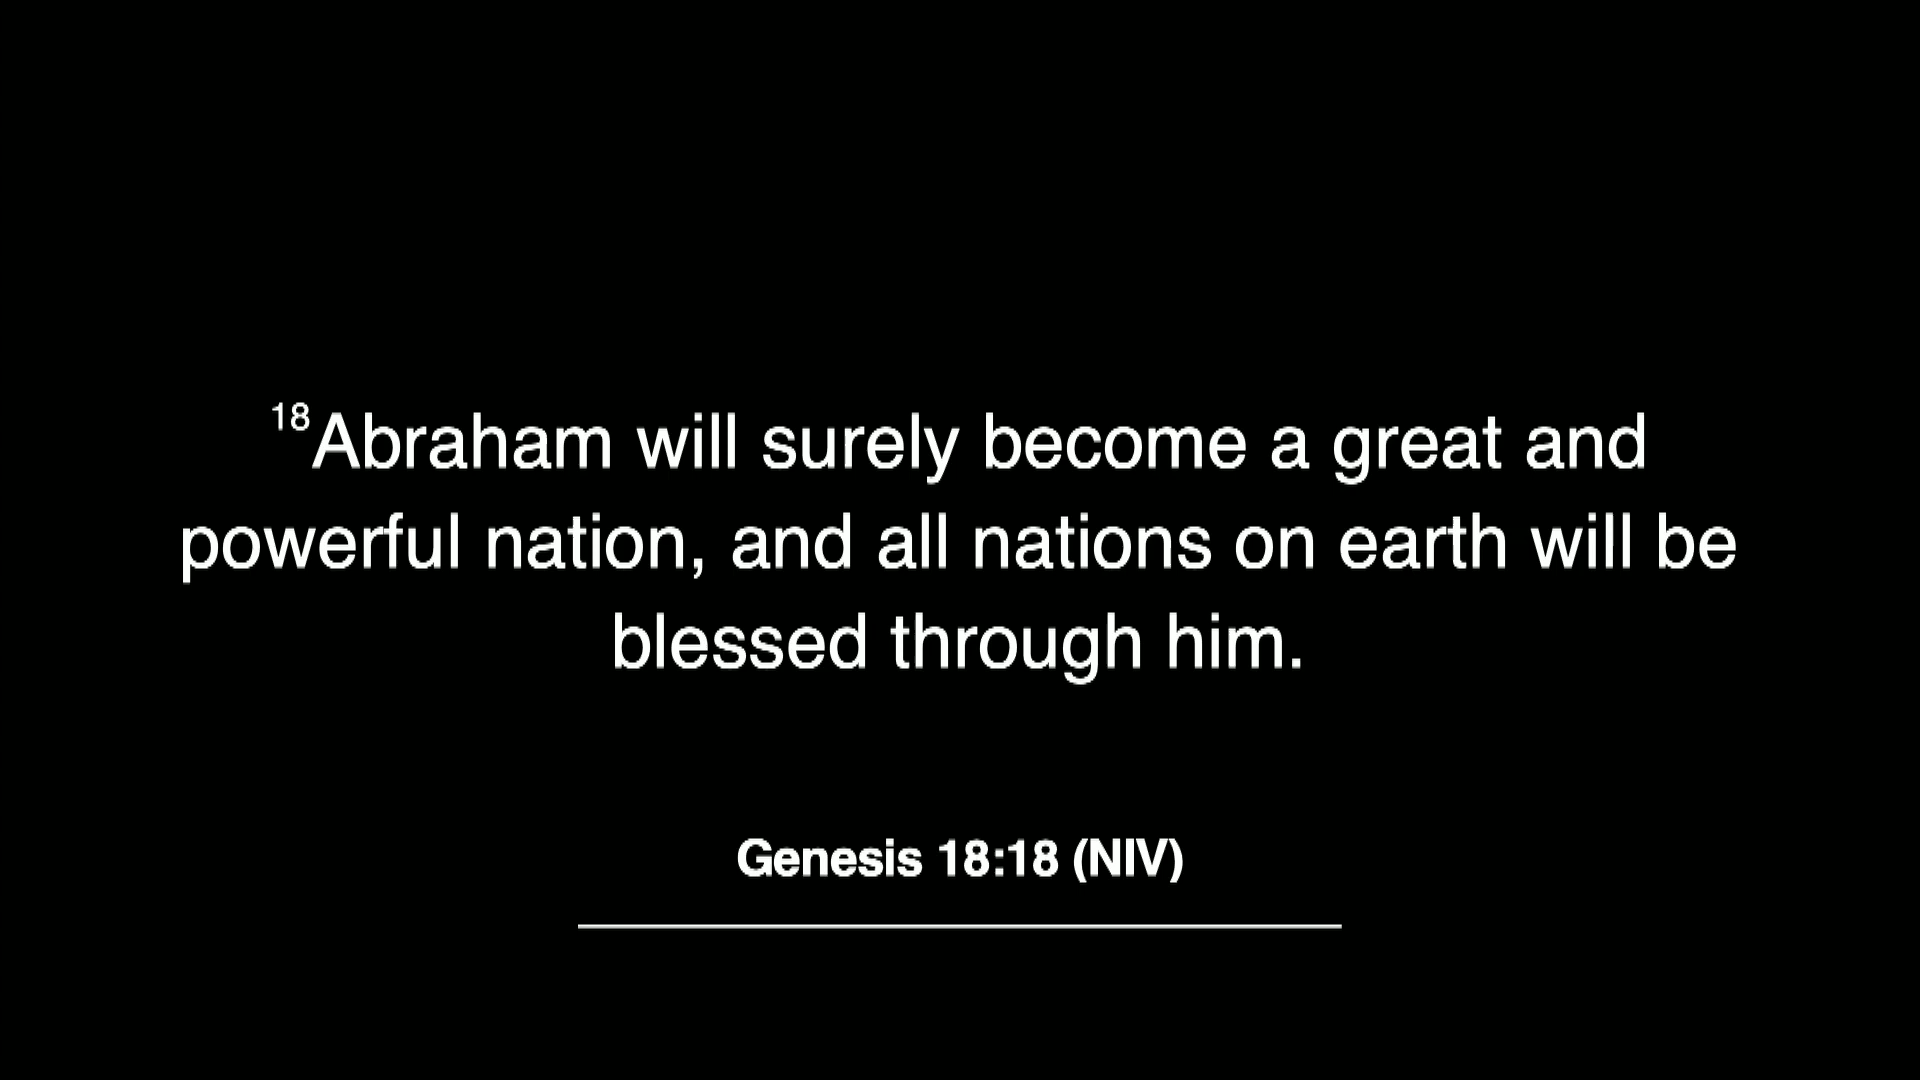 18Abraham will surely become a great and
powerful nation, and all nations on earth will be
blessed through him.
Genesis 18:18 (NIV)